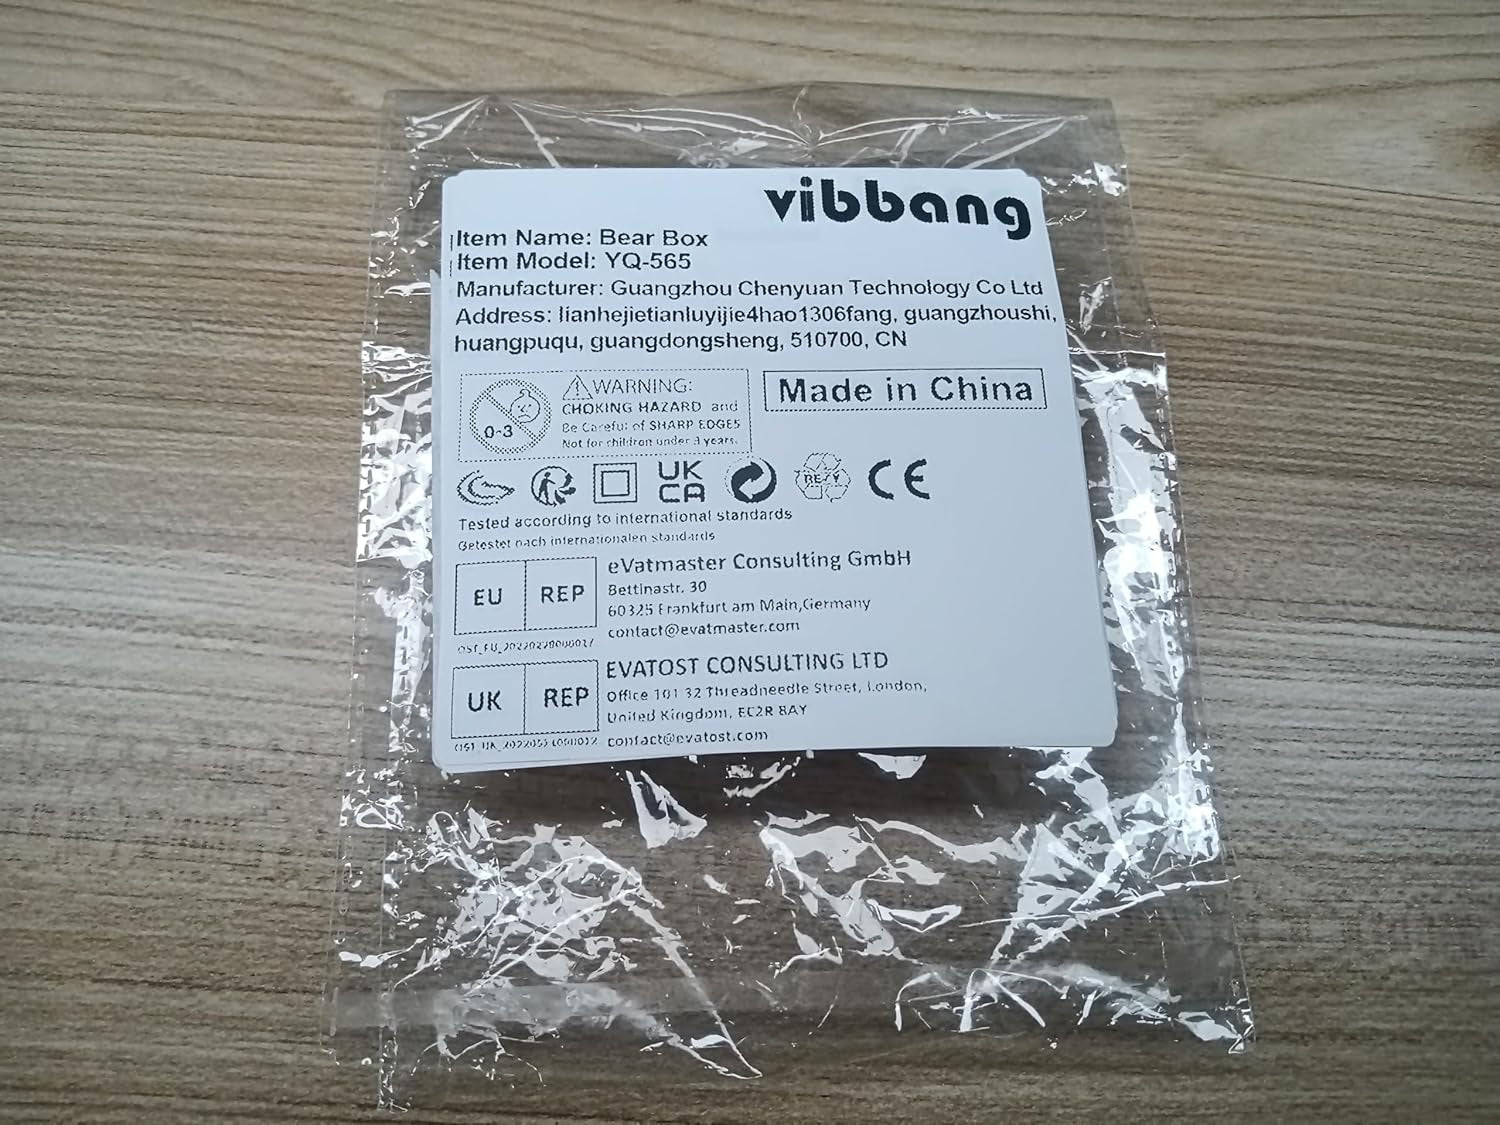 vibbang
Item Name: Bear Box
Item Model: YQ-565
Manufacturer: Guangzhou Chenyuan Technology Co Ltd
Address: lianhejietianluyijie4hao1306fang, guangzhoushi,
huangpuqu, guangdongsheng, 510700, CN
WARNING:
CHOKING HAZARD and
Be Careful of SHARP EDGES
Not for children under 3 years.
0-3
Made in China
UK
CA
RESY
CE
Tested according to international standards
Getestet nach internationalen standards
EU REP
eVatmaster Consulting GmbH
Bettinastr. 30
60325 Frankfurt am Main,Germany
contact@evatmaster.com
UK REP
EVATOST CONSULTING LTD
Office 101 32 Threadneedle Street, London,
United Kingdom, EC2R 8AY
contact@evatost.com